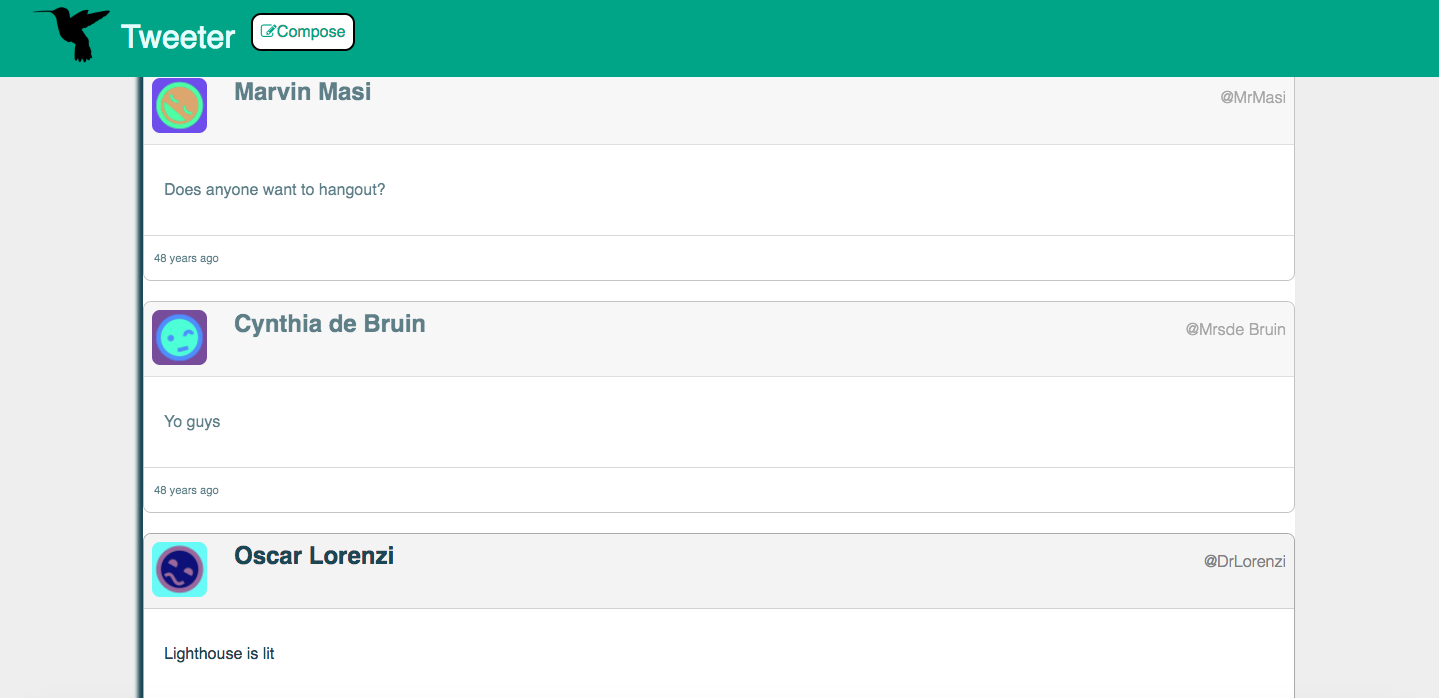 Tweeter
Compose
Marvin Masi
@MrMasi
Does anyone want to hangout?
48 years ago
Cynthia de Bruin
@Mrsde Bruin
Yo guys
48 years ago
Oscar Lorenzi
@DrLorenzi
Lighthouse is lit